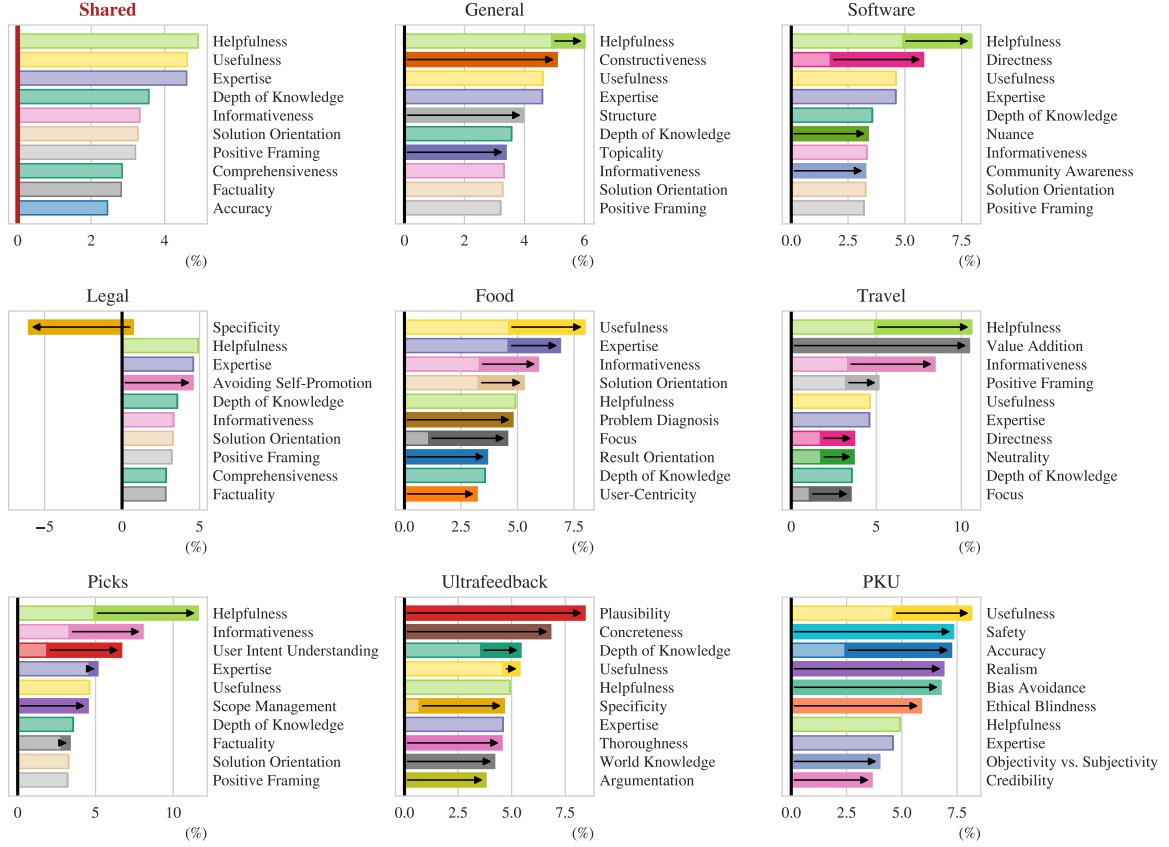 Shared
Helpfulness
Usefulness
Expertise
Depth of Knowledge
Informativeness
Solution Orientation
Positive Framing
Comprehensiveness
Factuality
Accuracy
0 2 4
(%)
General
Helpfulness
Constructiveness
Usefulness
Expertise
Structure
Depth of Knowledge
Topicality
Informativeness
Solution Orientation
Positive Framing
0 2 4 6
(%)
Software
Helpfulness
Directness
Usefulness
Expertise
Depth of Knowledge
Nuance
Informativeness
Community Awareness
Solution Orientation
Positive Framing
0.0 2.5 5.0 7.5
(%)
Legal
Specificity
Helpfulness
Expertise
Avoiding Self-Promotion
Depth of Knowledge
Informativeness
Solution Orientation
Positive Framing
Comprehensiveness
Factuality
−5 0 5
(%)
Food
Usefulness
Expertise
Informativeness
Solution Orientation
Helpfulness
Problem Diagnosis
Focus
Result Orientation
Depth of Knowledge
User-Centricity
0.0 2.5 5.0 7.5
(%)
Travel
Helpfulness
Value Addition
Informativeness
Positive Framing
Usefulness
Expertise
Directness
Neutrality
Depth of Knowledge
Focus
0 5 10
(%)
Picks
Helpfulness
Informativeness
User Intent Understanding
Expertise
Usefulness
Scope Management
Depth of Knowledge
Factuality
Solution Orientation
Positive Framing
0 5 10
(%)
Ultrafeedback
Plausibility
Concreteness
Depth of Knowledge
Usefulness
Helpfulness
Specificity
Expertise
Thoroughness
World Knowledge
Argumentation
0.0 2.5 5.0 7.5
(%)
PKU
Usefulness
Safety
Accuracy
Realism
Bias Avoidance
Ethical Blindness
Helpfulness
Expertise
Objectivity vs. Subjectivity
Credibility
0.0 2.5 5.0 7.5
(%)